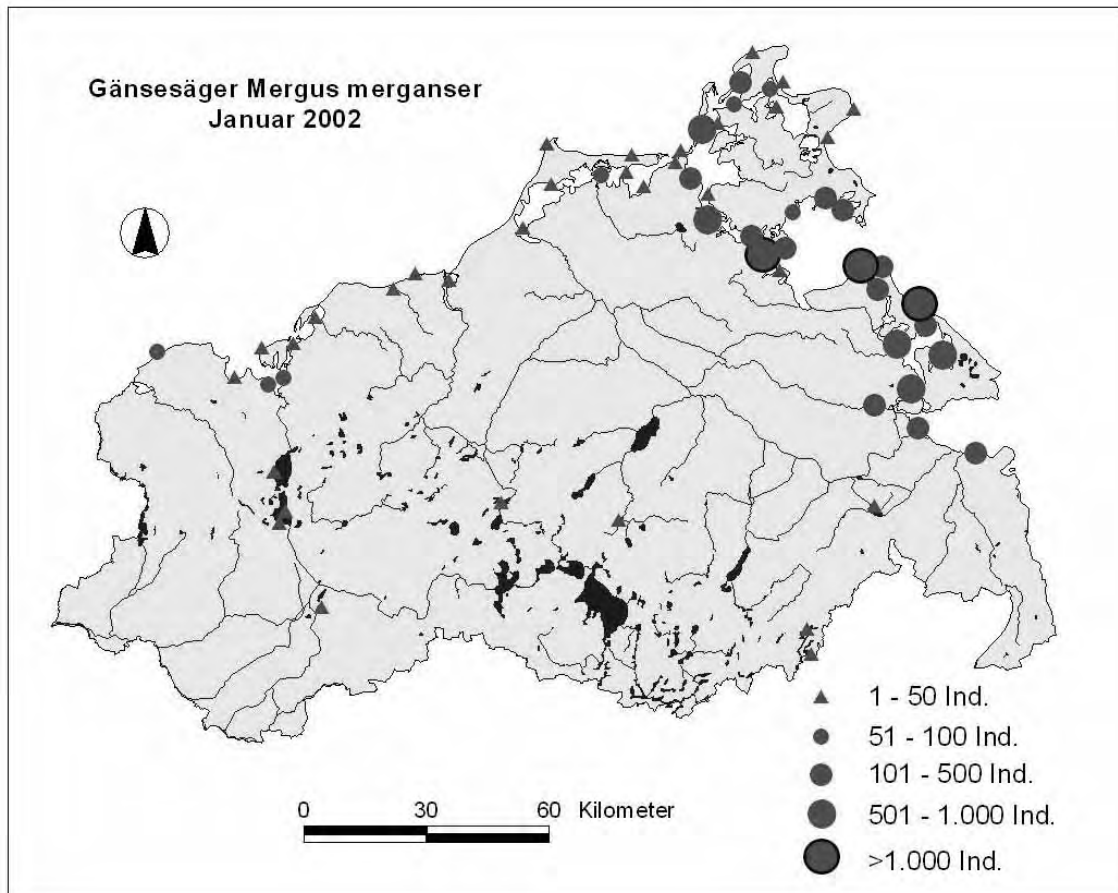 Gänsesäger Mergus merganser
Januar 2002
1 - 50 Ind.
51 - 100 Ind.
101 - 500 Ind.
501 - 1.000 Ind.
>1.000 Ind.
0 30 60 Kilometer